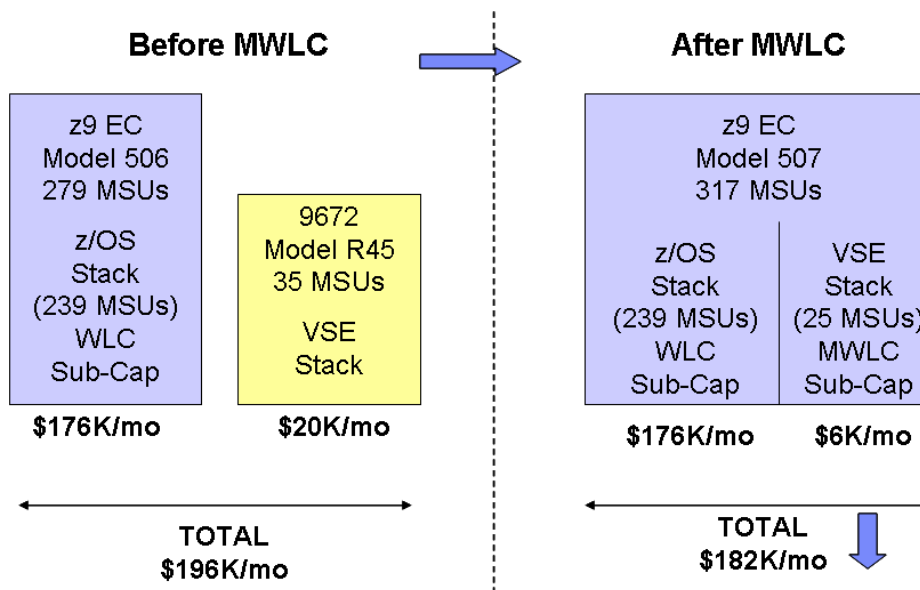 Before MWLC
After MWLC
z9 EC
Model 506
279 MSUs
z/OS
Stack
(239 MSUs)
WLC
Sub-Cap
$176K/mo
9672
Model R45
35 MSUs
VSE
Stack
$20K/mo
TOTAL
$196K/mo
z9 EC
Model 507
317 MSUs
z/OS
Stack
(239 MSUs)
WLC
Sub-Cap
$176K/mo
VSE
Stack
(25 MSUs)
MWLC
Sub-Cap
$6K/mo
TOTAL
$182K/mo